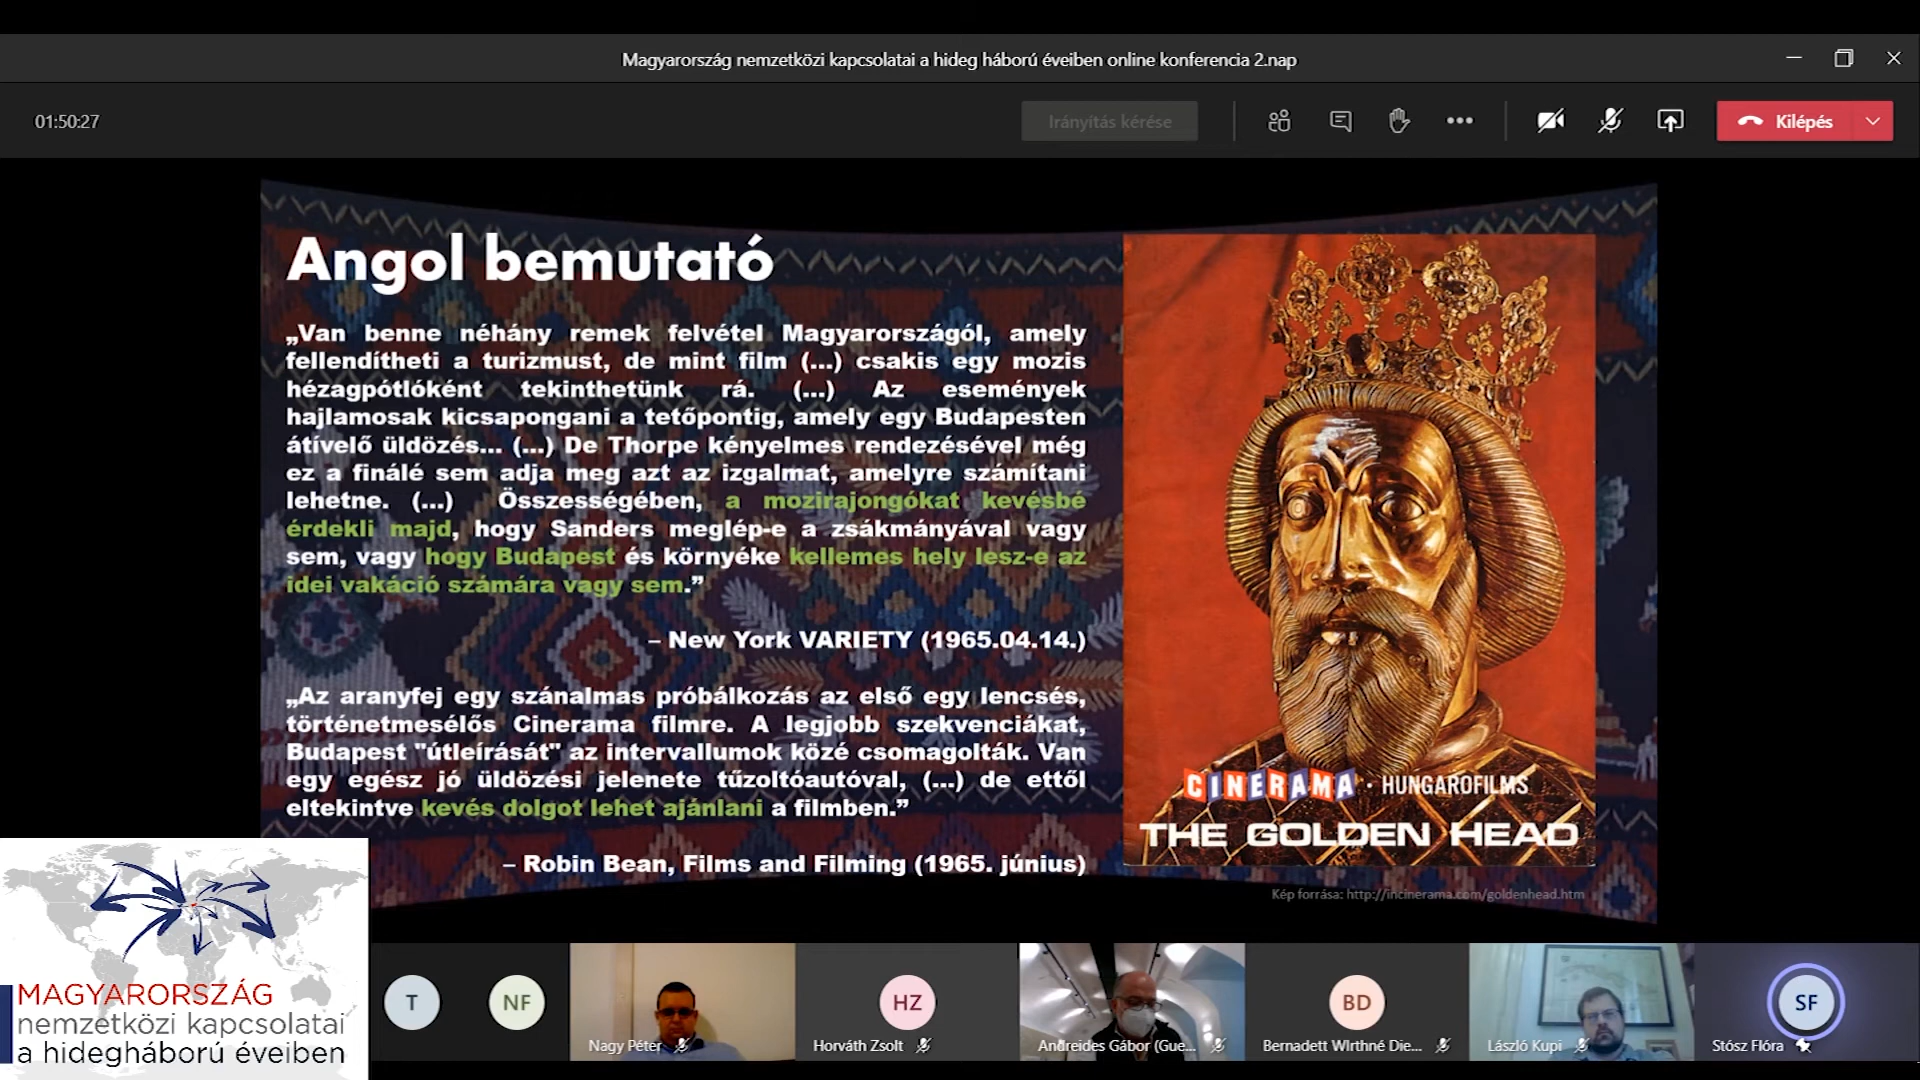 Magyarország nemzetközi kapcsolatai a hideg háború éveiben online konferencia 2.nap
01:50:27
Irányítás kérése
Kilépés
Angol bemutató
„Van benne néhány remek felvétel Magyarországól, amely
fellendítheti a turizmust, de mint film (...) csakis egy mozis
hézagpótlóként tekinthetünk rá. (...) Az események
hajlamosak kicsapongani a tetőpontig, amely egy Budapesten
átívelő üldözés... (...) De Thorpe kényelmes rendezésével még
ez a finálé sem adja meg azt az izgalmat, amelyre számítani
lehetne. (...) Összességében, a mozirajongókat kevésbé
érdekli majd, hogy Sanders meglép-e a zsákmányával vagy
sem, vagy hogy Budapest és környéke kellemes hely lesz-e az
idei vakáció számára vagy sem.”
– New York VARIETY (1965.04.14.)
„Az aranyfej egy szánalmas próbálkozás az első egy lencsés,
történetmesélős Cinerama filmre. A legjobb szekvenciákat,
Budapest "útleírását" az intervallumok közé csomagolták. Van
egy egész jó üldözési jelenete tűzoltóautóval, (...) de ettől
eltekintve kevés dolgot lehet ajánlani a filmben.”
– Robin Bean, Films and Filming (1965. június)
CINERAMA · HUNGAROFILMS
THE GOLDEN HEAD
Kép forrása: http://incinerama.com/goldenhead.htm
MAGYARORSZÁG
nemzetközi kapcsolatai
a hidegháború éveiben
T
NF
Nagy Péter
HZ
Horváth Zsolt
Andreides Gábor (Gue...
BD
Bernadett WIrthné Die...
László Kupi
SF
Stósz Flóra